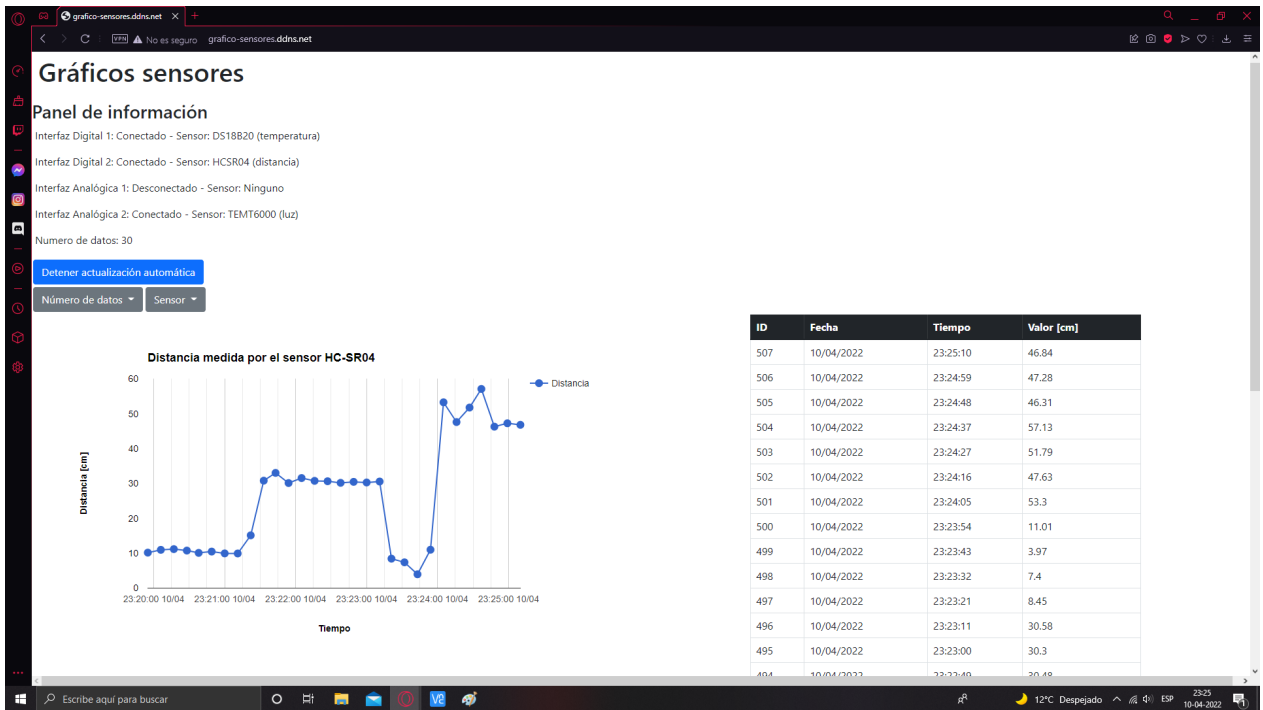 grafico-sensores.ddns.net
VPN No es seguro grafico-sensores.ddns.net
Gráficos sensores
Panel de información
Interfaz Digital 1: Conectado - Sensor: DS18B20 (temperatura)
Interfaz Digital 2: Conectado - Sensor: HCSR04 (distancia)
Interfaz Analógica 1: Desconectado - Sensor: Ninguno
Interfaz Analógica 2: Conectado - Sensor: TEMT6000 (luz)
Numero de datos: 30
Detener actualización automática
Número de datos Sensor
Distancia medida por el sensor HC-SR04
Distancia
60
50
40
30
20
10
0
Distancia [cm]
23:20:00 10/04 23:21:00 10/04 23:22:00 10/04 23:23:00 10/04 23:24:00 10/04 23:25:00 10/04
Tiempo
ID Fecha Tiempo Valor [cm]
507 10/04/2022 23:25:10 46.84
506 10/04/2022 23:24:59 47.28
505 10/04/2022 23:24:48 46.31
504 10/04/2022 23:24:37 57.13
503 10/04/2022 23:24:27 51.79
502 10/04/2022 23:24:16 47.63
501 10/04/2022 23:24:05 53.3
500 10/04/2022 23:23:54 11.01
499 10/04/2022 23:23:43 3.97
498 10/04/2022 23:23:32 7.4
497 10/04/2022 23:23:21 8.45
496 10/04/2022 23:23:11 30.58
495 10/04/2022 23:23:00 30.3
494 10/04/2022 23:22:49 30.48
Escribe aquí para buscar
12°C Despejado ESP
23:25
10-04-2022